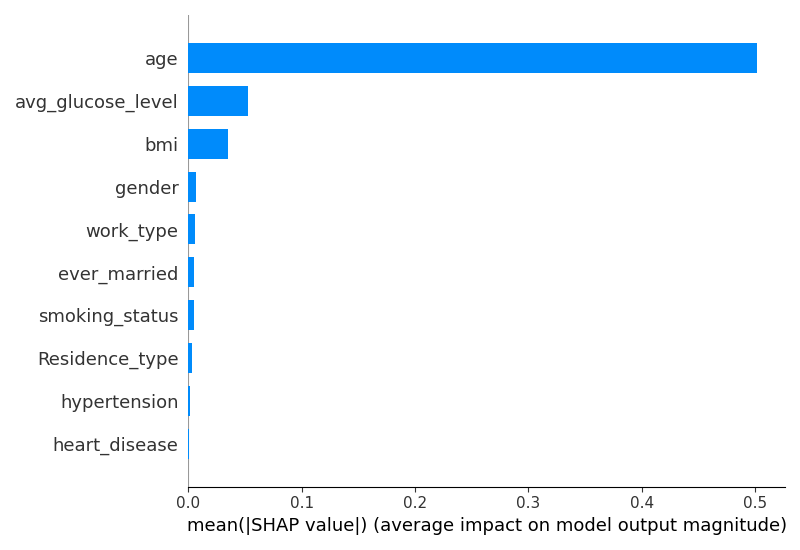 age
avg_glucose_level
bmi
gender
work_type
ever_married
smoking_status
Residence_type
hypertension
heart_disease
0.0 0.1 0.2 0.3 0.4 0.5
mean(|SHAP value|) (average impact on model output magnitude)